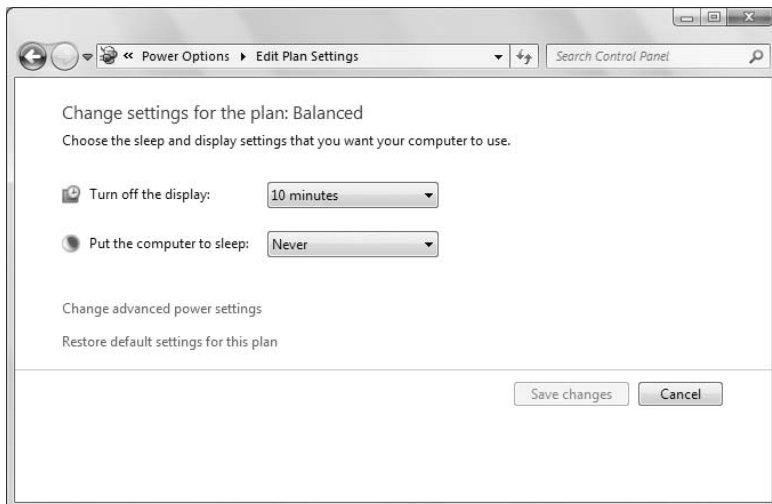 « Power Options ▸ Edit Plan Settings
Search Control Panel
Change settings for the plan: Balanced
Choose the sleep and display settings that you want your computer to use.
Turn off the display: 10 minutes
Put the computer to sleep: Never
Change advanced power settings
Restore default settings for this plan
Save changes Cancel